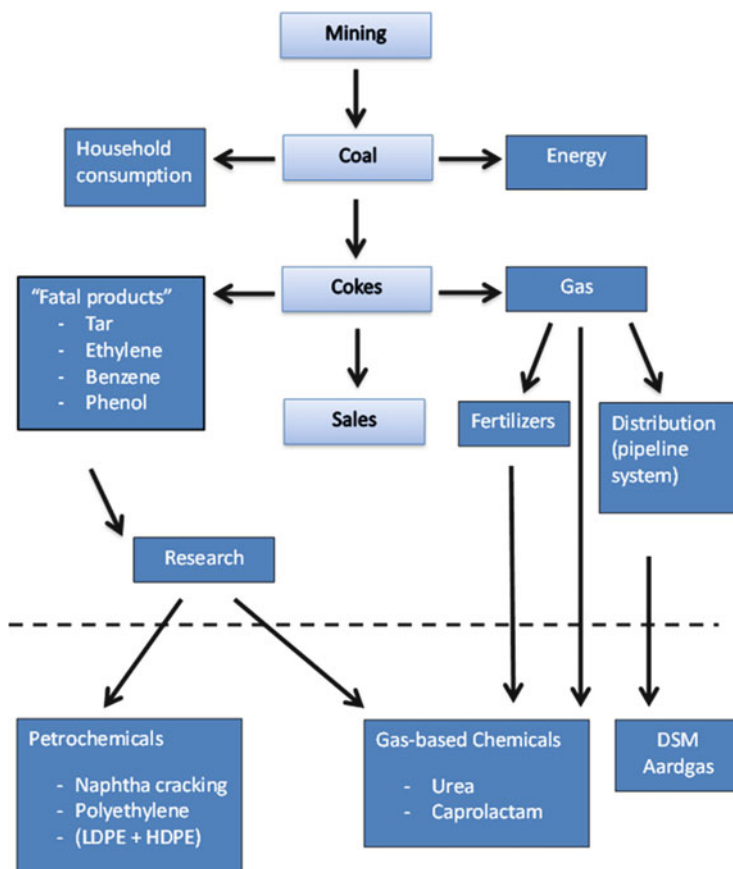 Mining
Household
consumption
Coal
Energy
"Fatal products"
- Tar
- Ethylene
- Benzene
- Phenol
Cokes
Gas
Sales
Fertilizers
Distribution
(pipeline
system)
Research
Petrochemicals
- Naphtha cracking
- Polyethylene
- (LDPE + HDPE)
Gas-based Chemicals
- Urea
- Caprolactam
DSM
Aardgas